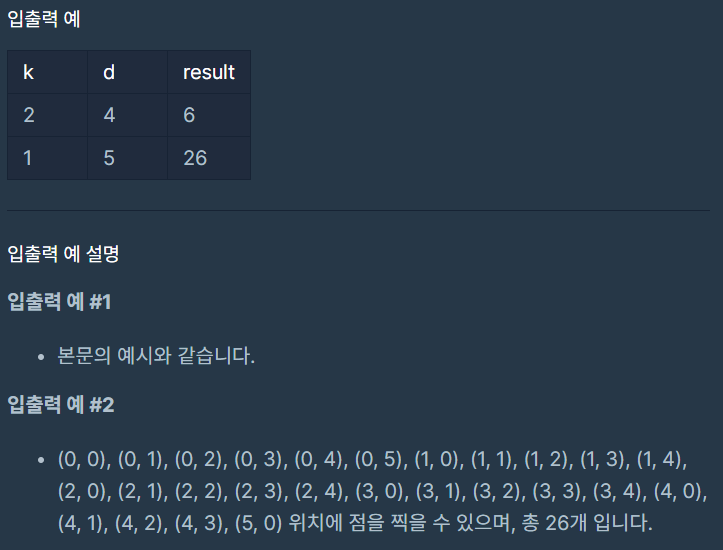 입출력 예
k d result
2 4 6
1 5 26
입출력 예 설명
입출력 예 #1
• 본문의 예시와 같습니다.
입출력 예 #2
• (0, 0), (0, 1), (0, 2), (0, 3), (0, 4), (0, 5), (1, 0), (1, 1), (1, 2), (1, 3), (1, 4),
(2, 0), (2, 1), (2, 2), (2, 3), (2, 4), (3, 0), (3, 1), (3, 2), (3, 3), (3, 4), (4, 0),
(4, 1), (4, 2), (4, 3), (5, 0) 위치에 점을 찍을 수 있으며, 총 26개 입니다.